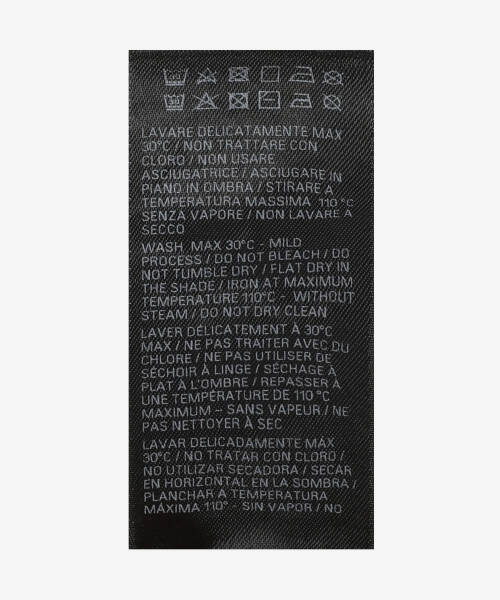 LAVARE DELICATAMENTE MAX
30°C / NON TRATTARE CON
CLORO / NON USARE
ASCIUGATRICE / ASCIUGARE IN
PIANO IN OMBRA / STIRARE A
TEMPERATURA MASSIMA 110 °C
SENZA VAPORE / NON LAVARE A
SECCO
WASH MAX 30°C - MILD
PROCESS / DO NOT BLEACH / DO
NOT TUMBLE DRY / FLAT DRY IN
THE SHADE / IRON AT MAXIMUM
TEMPERATURE 110°C - WITHOUT
STEAM / DO NOT DRY CLEAN
LAVER DÉLICATEMENT À 30°C
MAX / NE PAS TRAITER AVEC DU
CHLORE / NE PAS UTILISER DE
SÉCHOIR À LINGE / SÉCHAGE À
PLAT À L'OMBRE / REPASSER À
UNE TEMPÉRATURE DE 110 °C
MAXIMUM – SANS VAPEUR / NE
PAS NETTOYER À SEC
LAVAR DELICADAMENTE MÁX
30°C / NO TRATAR CON CLORO /
NO UTILIZAR SECADORA / SECAR
EN HORIZONTAL EN LA SOMBRA /
PLANCHAR A TEMPERATURA
MÁXIMA 110° - SIN VAPOR / NO